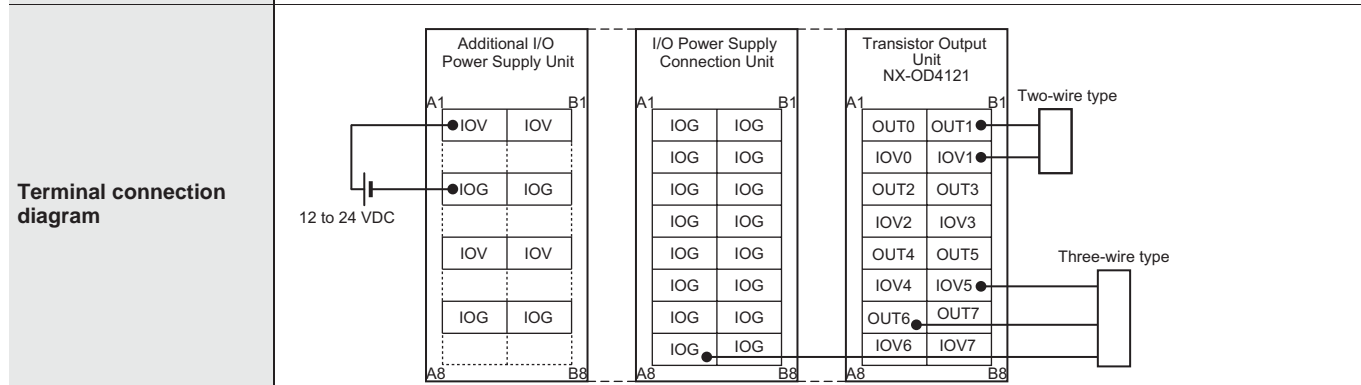 Terminal connection
diagram
12 to 24 VDC
Additional I/O
Power Supply Unit
A1 B1
IOV IOV
IOG IOG
IOV IOV
IOG IOG
A8 B8
I/O Power Supply
Connection Unit
A1 B1
IOG IOG
IOG IOG
IOG IOG
IOG IOG
IOG IOG
IOG IOG
IOG IOG
IOG IOG
A8 B8
Transistor Output
Unit
NX-OD4121
A1 B1
OUT0 OUT1
IOV0 IOV1
OUT2 OUT3
IOV2 IOV3
OUT4 OUT5
IOV4 IOV5
OUT6 OUT7
IOV6 IOV7
A8 B8
Two-wire type
Three-wire type